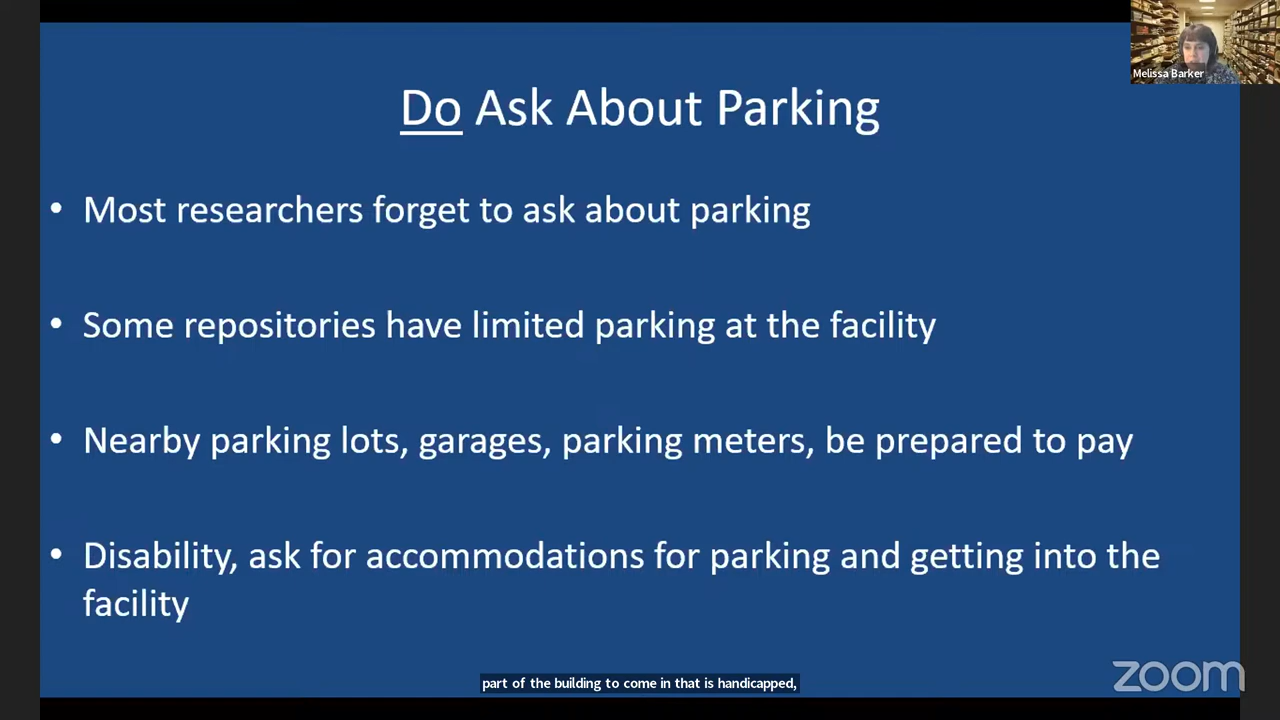 Melissa Barker
Do Ask About Parking
• Most researchers forget to ask about parking
• Some repositories have limited parking at the facility
• Nearby parking lots, garages, parking meters, be prepared to pay
• Disability, ask for accommodations for parking and getting into the
facility
part of the building to come in that is handicapped,
zoom